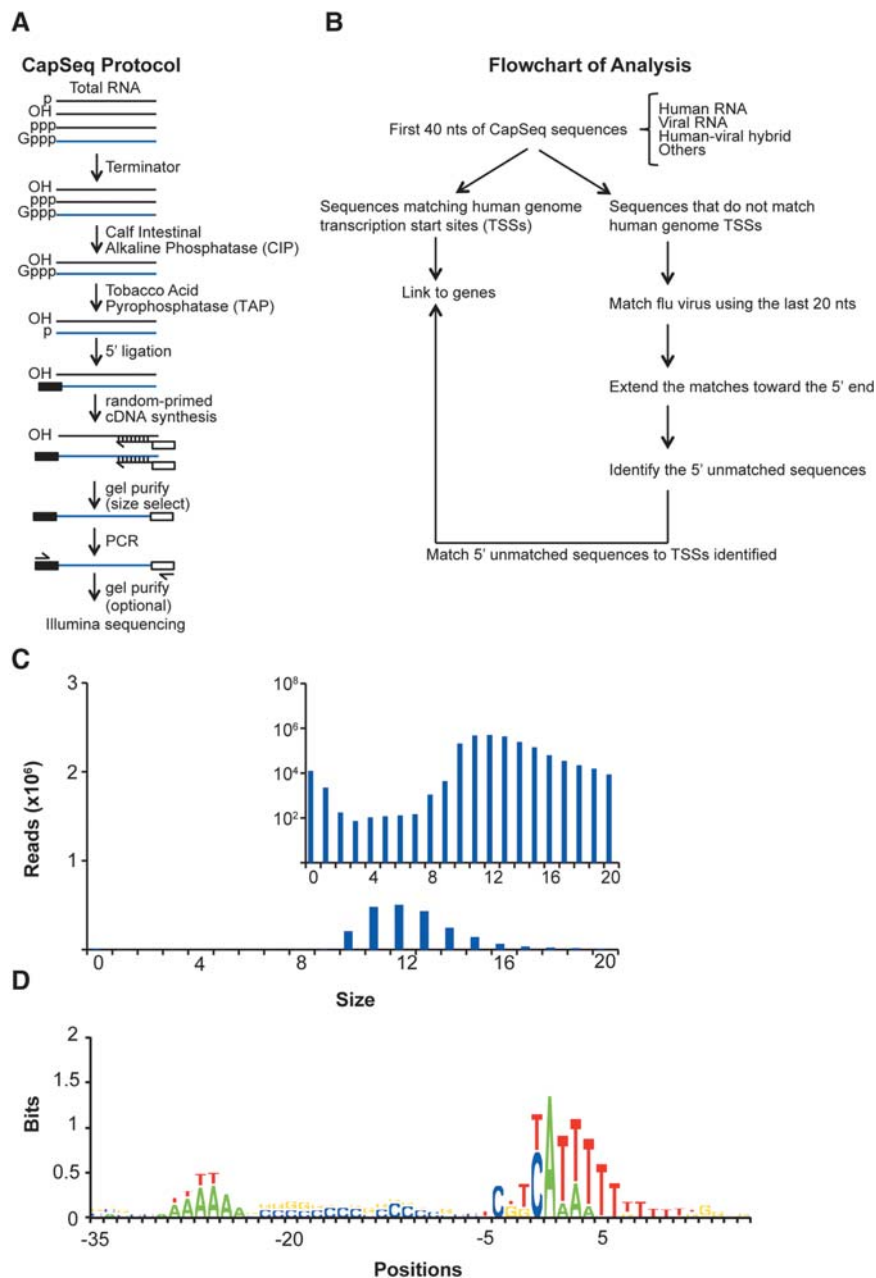 A
CapSeq Protocol
Total RNA
p
OH
ppp
Gppp
Terminator
OH
ppp
Gppp
Calf Intestinal
Alkaline Phosphatase (CIP)
OH
Gppp
Tobacco Acid
Pyrophosphatase (TAP)
OH
p
5' ligation
OH
random-primed
cDNA synthesis
OH
gel purify
(size select)
PCR
gel purify
(optional)
Illumina sequencing
B
Flowchart of Analysis
First 40 nts of CapSeq sequences
Human RNA
Viral RNA
Human-viral hybrid
Others
Sequences matching human genome
transcription start sites (TSSs)
Sequences that do not match
human genome TSSs
Link to genes
Match flu virus using the last 20 nts
Extend the matches toward the 5' end
Identify the 5' unmatched sequences
Match 5' unmatched sequences to TSSs identified
C
Reads (x10⁶)
3
2
1
10⁸
10⁶
10⁴
10²
0 4 8 12 16 20
0 4 8 12 16 20
Size
D
Bits
2
1.5
1
0.5
0
-35 -20 -5 5
Positions